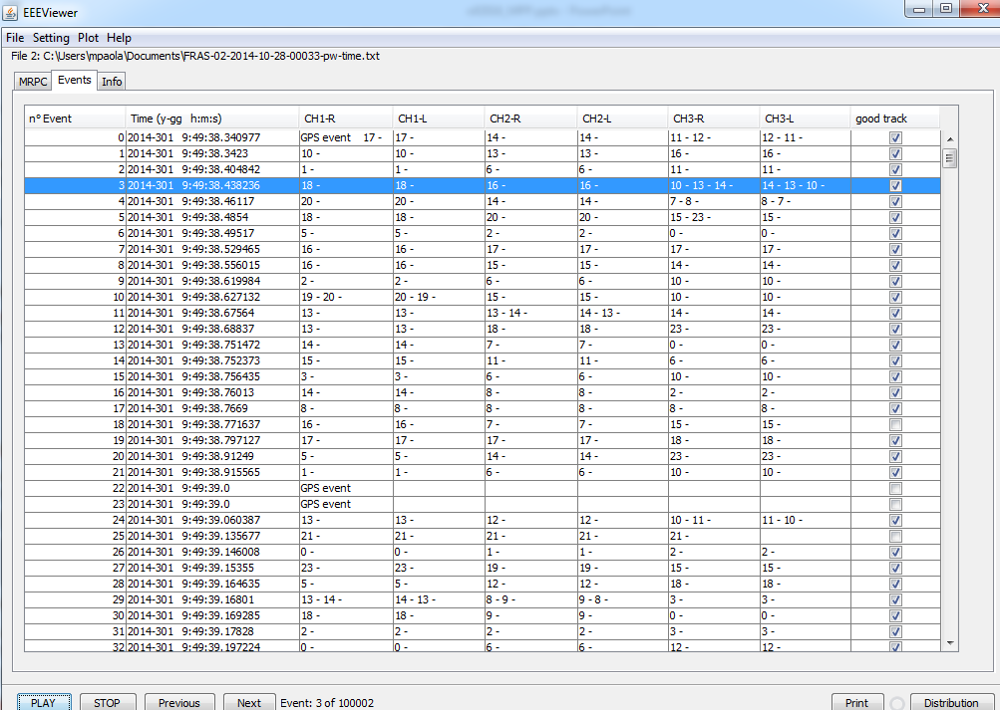 EEEViewer
File Setting Plot Help
File 2: C:\Users\mpaola\Documents\FRAS-02-2014-10-28-00033-pw-time.txt
MRPC Events Info
n° Event Time (y-gg h:m:s) CH1-R CH1-L CH2-R CH2-L CH3-R CH3-L good track
0 2014-301 9:49:38.340977 GPS event 17 - 17 - 14 - 14 - 11 - 12 - 12 - 11 -
1 2014-301 9:49:38.3423 10 - 10 - 13 - 13 - 16 - 16 -
2 2014-301 9:49:38.404842 1 - 1 - 6 - 6 - 11 - 11 -
3 2014-301 9:49:38.438236 18 - 18 - 16 - 16 - 10 - 13 - 14 - 14 - 13 - 10 -
4 2014-301 9:49:38.46117 20 - 20 - 14 - 14 - 7 - 8 - 8 - 7 -
5 2014-301 9:49:38.4854 18 - 18 - 20 - 20 - 15 - 23 - 15 -
6 2014-301 9:49:38.49517 5 - 5 - 2 - 2 - 0 - 0 -
7 2014-301 9:49:38.529465 16 - 16 - 17 - 17 - 17 - 17 -
8 2014-301 9:49:38.556015 16 - 16 - 15 - 15 - 14 - 14 -
9 2014-301 9:49:38.619984 2 - 2 - 6 - 6 - 10 - 10 -
10 2014-301 9:49:38.627132 19 - 20 - 20 - 19 - 15 - 15 - 10 - 10 -
11 2014-301 9:49:38.67564 13 - 13 - 13 - 14 - 14 - 13 - 14 - 14 -
12 2014-301 9:49:38.68837 13 - 13 - 18 - 18 - 23 - 23 -
13 2014-301 9:49:38.751472 14 - 14 - 7 - 7 - 0 - 0 -
14 2014-301 9:49:38.752373 15 - 15 - 11 - 11 - 6 - 6 -
15 2014-301 9:49:38.756435 3 - 3 - 6 - 6 - 10 - 10 -
16 2014-301 9:49:38.76013 14 - 14 - 8 - 8 - 2 - 2 -
17 2014-301 9:49:38.7669 8 - 8 - 8 - 8 - 8 - 8 -
18 2014-301 9:49:38.771637 16 - 16 - 7 - 7 - 15 - 15 -
19 2014-301 9:49:38.797127 17 - 17 - 17 - 17 - 18 - 18 -
20 2014-301 9:49:38.91249 5 - 5 - 14 - 14 - 23 - 23 -
21 2014-301 9:49:38.915565 1 - 1 - 6 - 6 - 10 - 10 -
22 2014-301 9:49:39.0 GPS event
23 2014-301 9:49:39.0 GPS event
24 2014-301 9:49:39.060387 13 - 13 - 12 - 12 - 10 - 11 - 11 - 10 -
25 2014-301 9:49:39.135677 21 - 21 - 21 - 21 - 21 -
26 2014-301 9:49:39.146008 0 - 0 - 1 - 1 - 2 - 2 -
27 2014-301 9:49:39.15355 23 - 23 - 19 - 19 - 15 - 15 -
28 2014-301 9:49:39.164635 5 - 5 - 12 - 12 - 18 - 18 -
29 2014-301 9:49:39.16801 13 - 14 - 14 - 13 - 8 - 9 - 9 - 8 - 3 - 3 -
30 2014-301 9:49:39.169285 18 - 18 - 9 - 9 - 0 - 0 -
31 2014-301 9:49:39.17828 2 - 2 - 2 - 2 - 3 - 3 -
32 2014-301 9:49:39.197224 0 - 0 - 6 - 6 - 12 - 12 -
PLAY STOP Previous Next Event: 3 of 100002 Print Distribution